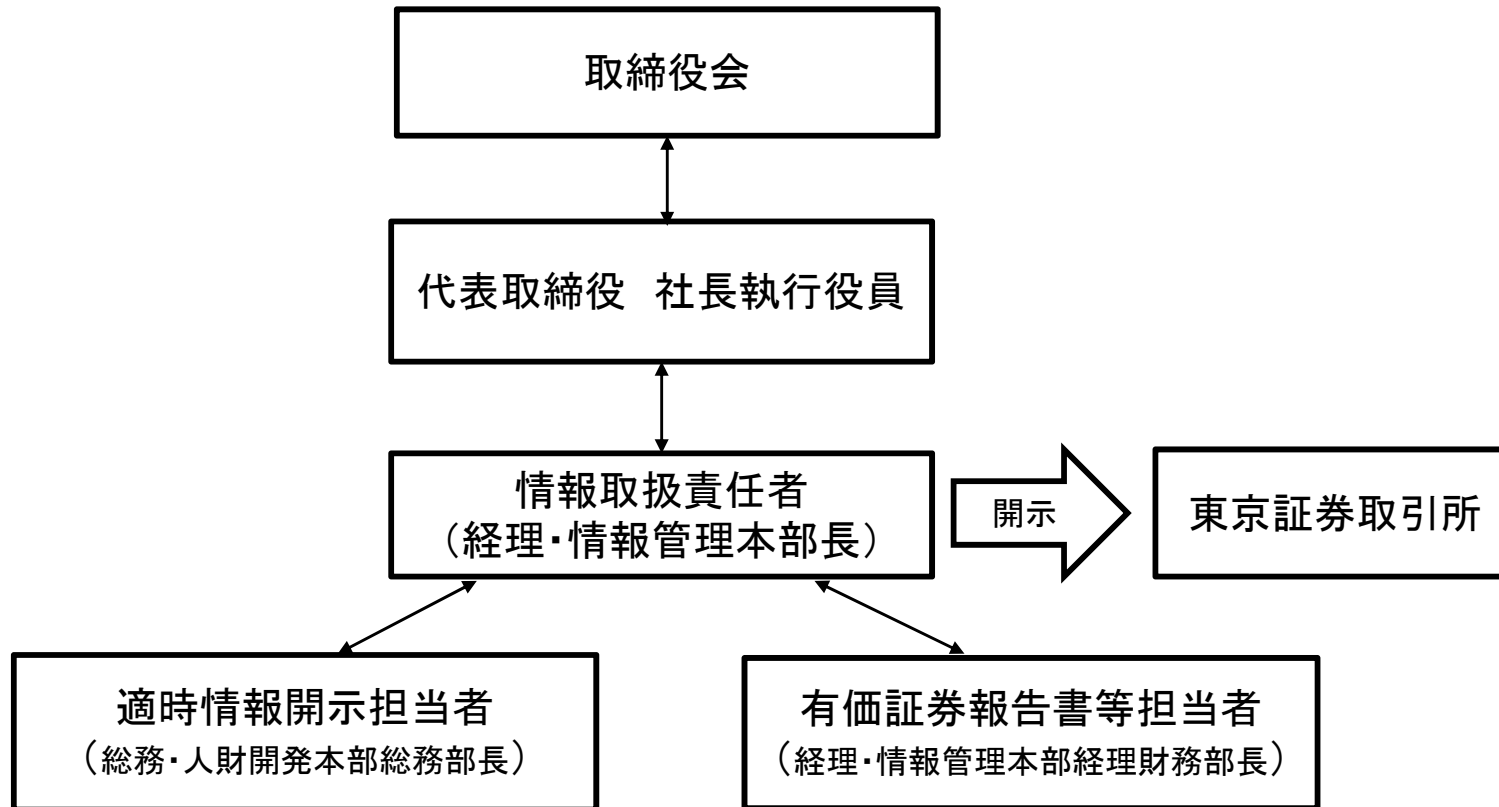 取締役会
代表取締役　社長執行役員
情報取扱責任者
（経理・情報管理本部長）
開示
東京証券取引所
適時情報開示担当者
（総務・人財開発本部総務部長）
有価証券報告書等担当者
（経理・情報管理本部経理財務部長）